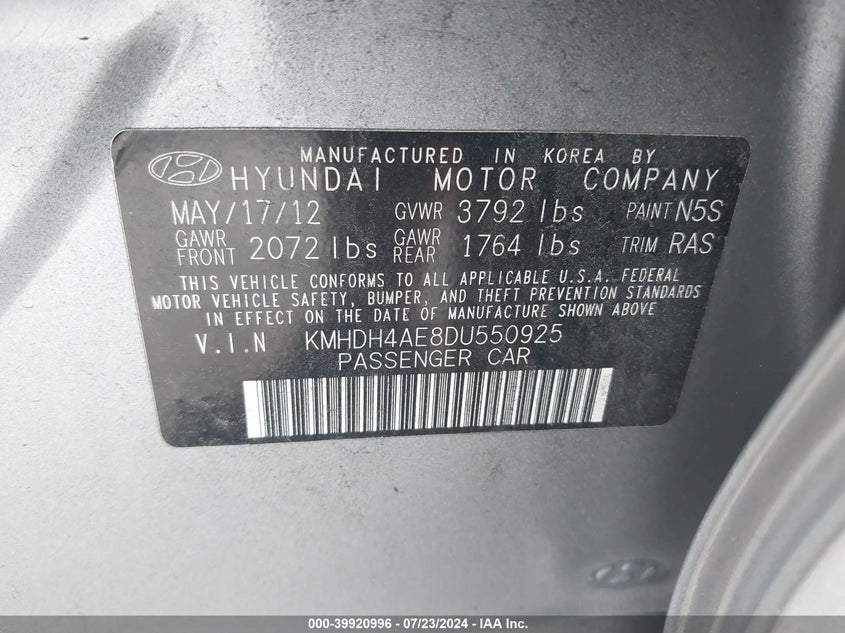 MANUFACTURED IN KOREA BY
HYUNDAI MOTOR COMPANY
MAY/17/12 GVWR 3792 lbs PAINT N5S
GAWR FRONT 2072 lbs GAWR REAR 1764 lbs TRIM RAS
THIS VEHICLE CONFORMS TO ALL APPLICABLE U.S.A. FEDERAL
MOTOR VEHICLE SAFETY, BUMPER, AND THEFT PREVENTION STANDARDS
IN EFFECT ON THE DATE OF MANUFACTURE SHOWN ABOVE
V.I.N KMHDH4AE8DU550925
PASSENGER CAR
000-39920996 - 07/23/2024 - IAA Inc.